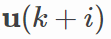 𝐮(k + i)